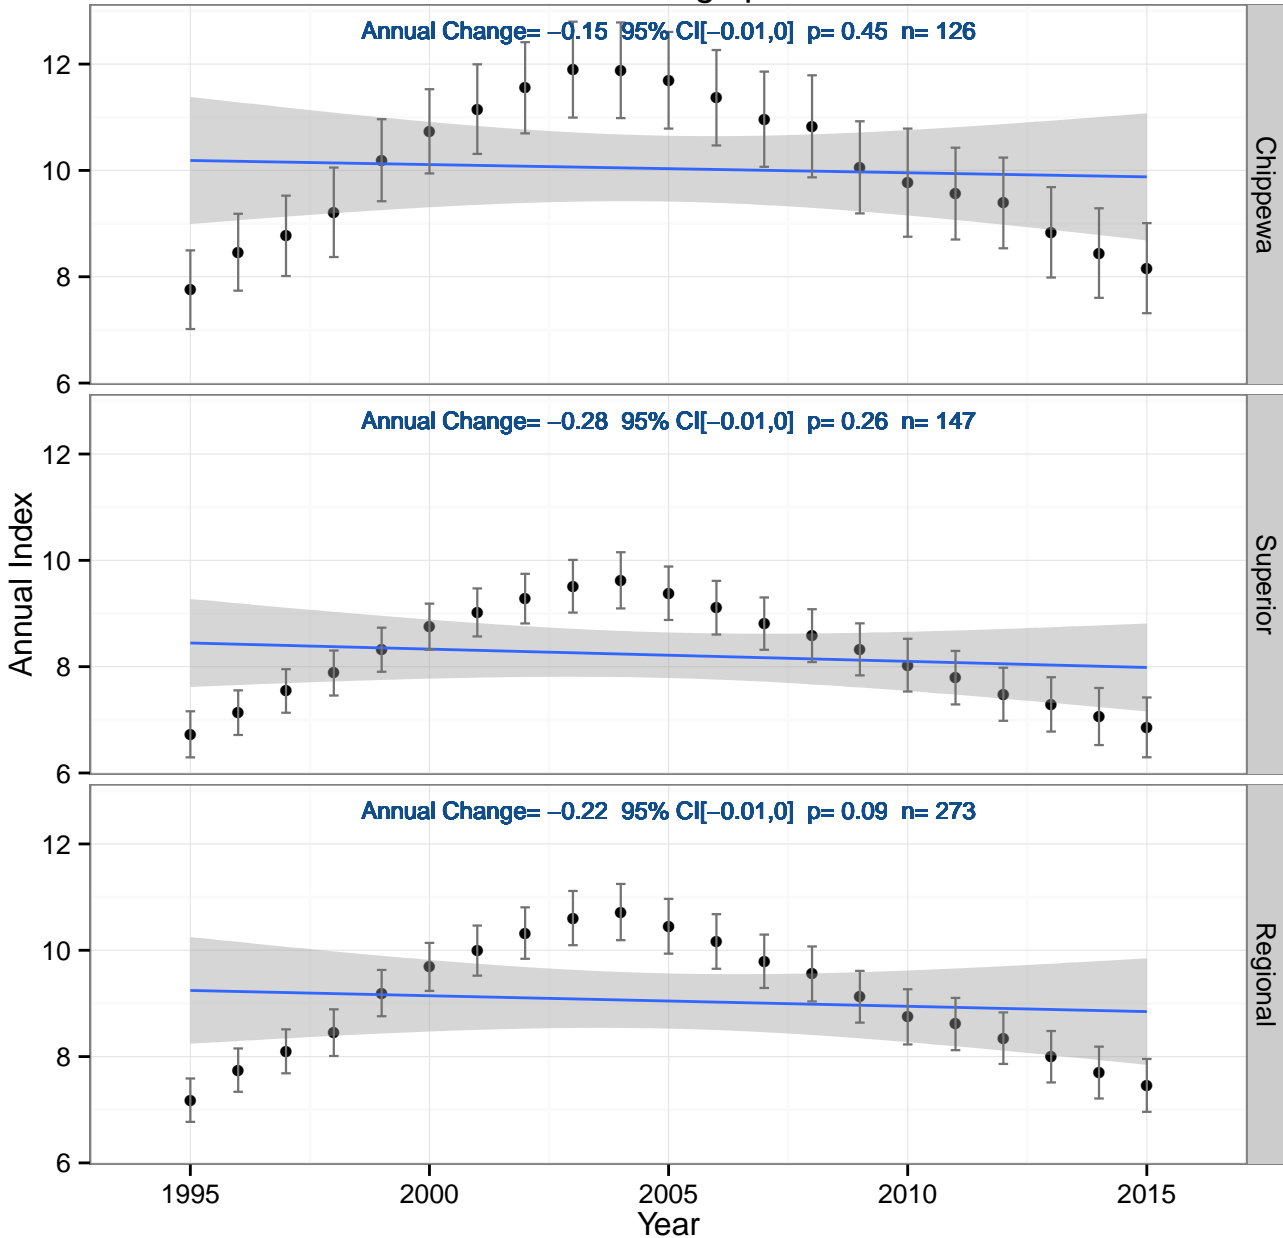 Annual Change= −0.15 95% CI[−0.01,0] p= 0.45 n= 126
12
10
8
6
Chippewa
Annual Change= −0.28 95% CI[−0.01,0] p= 0.26 n= 147
12
10
8
6
Superior
Annual Index
Annual Change= −0.22 95% CI[−0.01,0] p= 0.09 n= 273
12
10
8
6
Regional
1995 2000 2005 2010 2015
Year